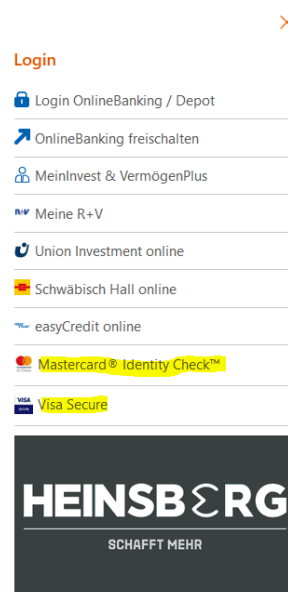 Login
Login OnlineBanking / Depot
OnlineBanking freischalten
MeinInvest & VermögenPlus
R+V Meine R+V
Union Investment online
Schwäbisch Hall online
easyCredit online
Mastercard® Identity Check™
VISA Visa Secure
HEINSBΣRG
SCHAFFT MEHR